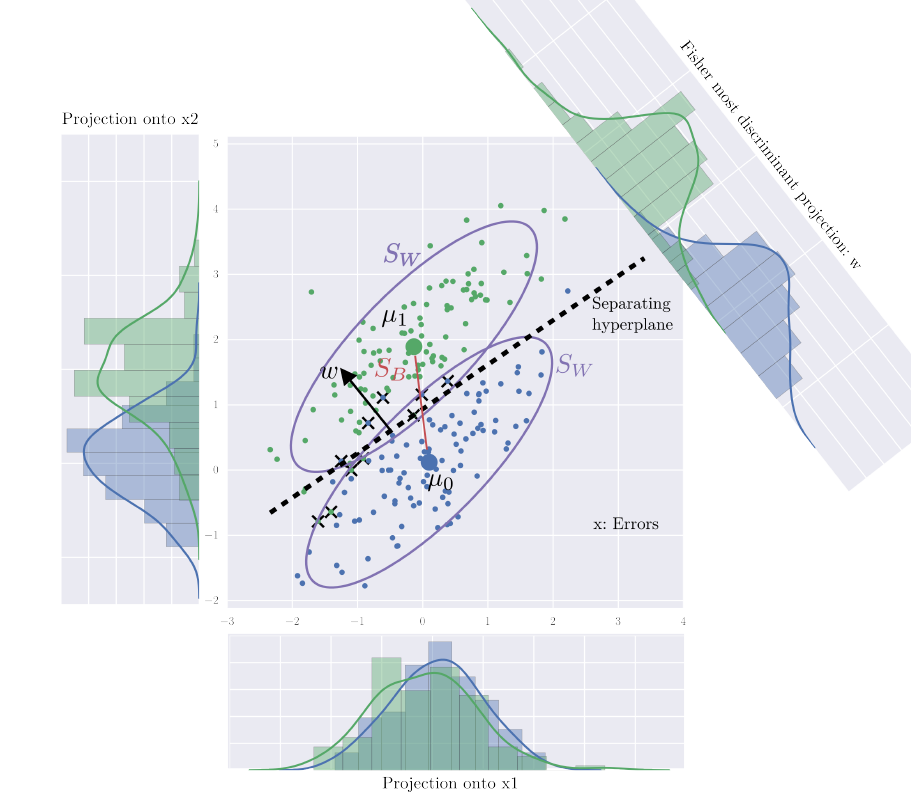 Fisher most discriminant projection: w
Projection onto x2
5
4
3
2
1
0
−1
−2
S_W
μ_1
Separating
hyperplane
w
S_B
S_W
μ_0
x: Errors
−3 −2 −1 0 1 2 3 4
Projection onto x1